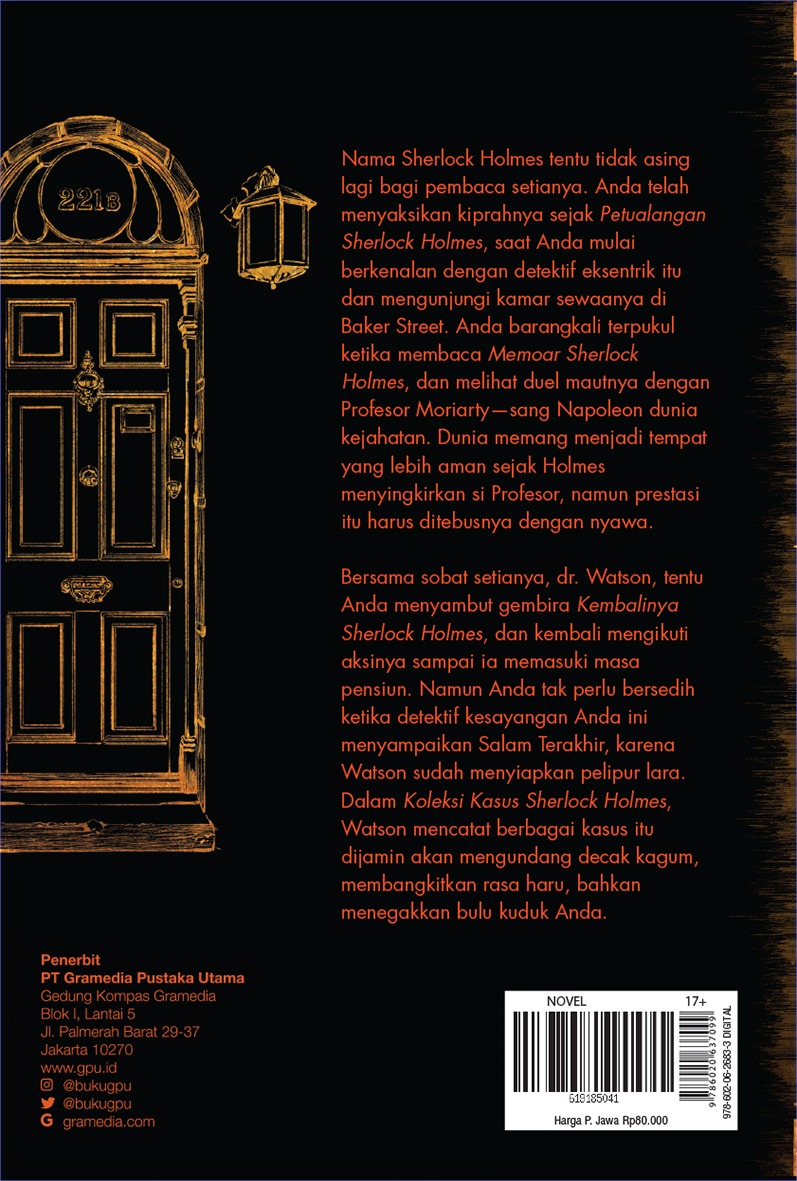 221B
Nama Sherlock Holmes tentu tidak asing
lagi bagi pembaca setianya. Anda telah
menyaksikan kiprahnya sejak Petualangan
Sherlock Holmes, saat Anda mulai
berkenalan dengan detektif eksentrik itu
dan mengunjungi kamar sewaanya di
Baker Street. Anda barangkali terpukul
ketika membaca Memoar Sherlock
Holmes, dan melihat duel mautnya dengan
Profesor Moriarty—sang Napoleon dunia
kejahatan. Dunia memang menjadi tempat
yang lebih aman sejak Holmes
menyingkirkan si Profesor, namun prestasi
itu harus ditebusnya dengan nyawa.
Bersama sobat setianya, dr. Watson, tentu
Anda menyambut gembira Kembalinya
Sherlock Holmes, dan kembali mengikuti
aksinya sampai ia memasuki masa
pensiun. Namun Anda tak perlu bersedih
ketika detektif kesayangan Anda ini
menyampaikan Salam Terakhir, karena
Watson sudah menyiapkan pelipur lara.
Dalam Koleksi Kasus Sherlock Holmes,
Watson mencatat berbagai kasus itu
dijamin akan mengundang decak kagum,
membangkitkan rasa haru, bahkan
menegakkan bulu kuduk Anda.
Penerbit
PT Gramedia Pustaka Utama
Gedung Kompas Gramedia
Blok I, Lantai 5
Jl. Palmerah Barat 29-37
Jakarta 10270
www.gpu.id
@bukugpu
@bukugpu
gramedia.com
NOVEL 17+
619185041
Harga P. Jawa Rp80.000
9786020637099
978-602-06-2683-3 DIGITAL